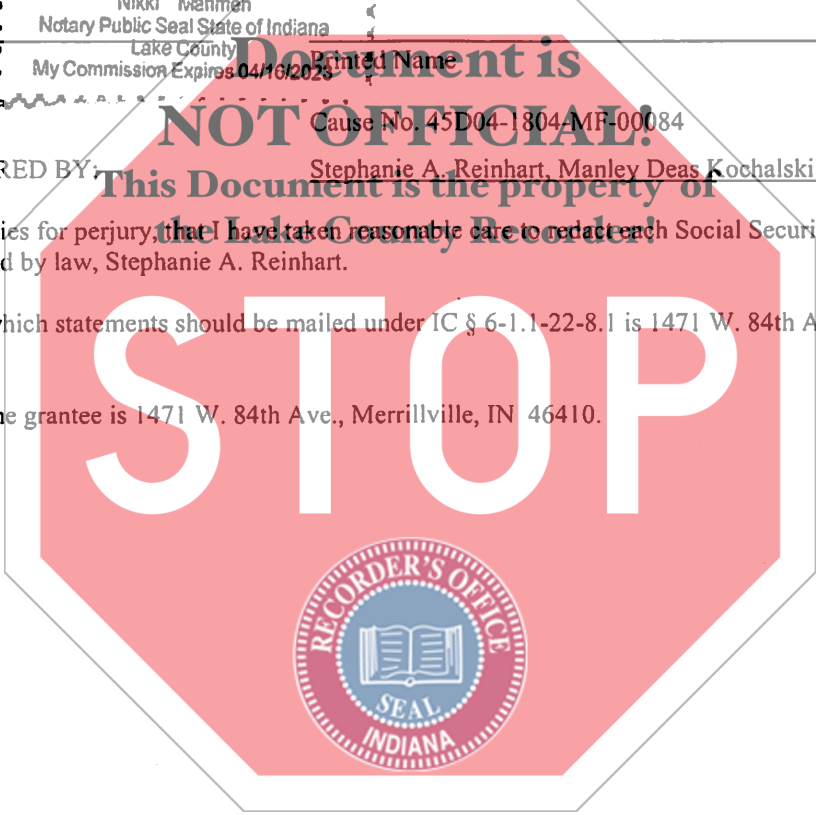 Nikki
Notary Public Seal State of Indiana
Lake County
My Commission Expires 04/16/2023
Printed Name
Document is
NOT OFFICIAL!
This Document is the property of
the Lake County Recorder!
Cause No. 45D04-1804-MF-00084
RED BY: Stephanie A. Reinhart, Manley Deas Kochalski
ies for perjury, that I have taken reasonable care to redact each Social Securi
d by law, Stephanie A. Reinhart.
hich statements should be mailed under IC § 6-1.1-22-8.1 is 1471 W. 84th A
e grantee is 1471 W. 84th Ave., Merrillville, IN 46410.
STOP
RECORDER'S OFFICE
SEAL
INDIANA